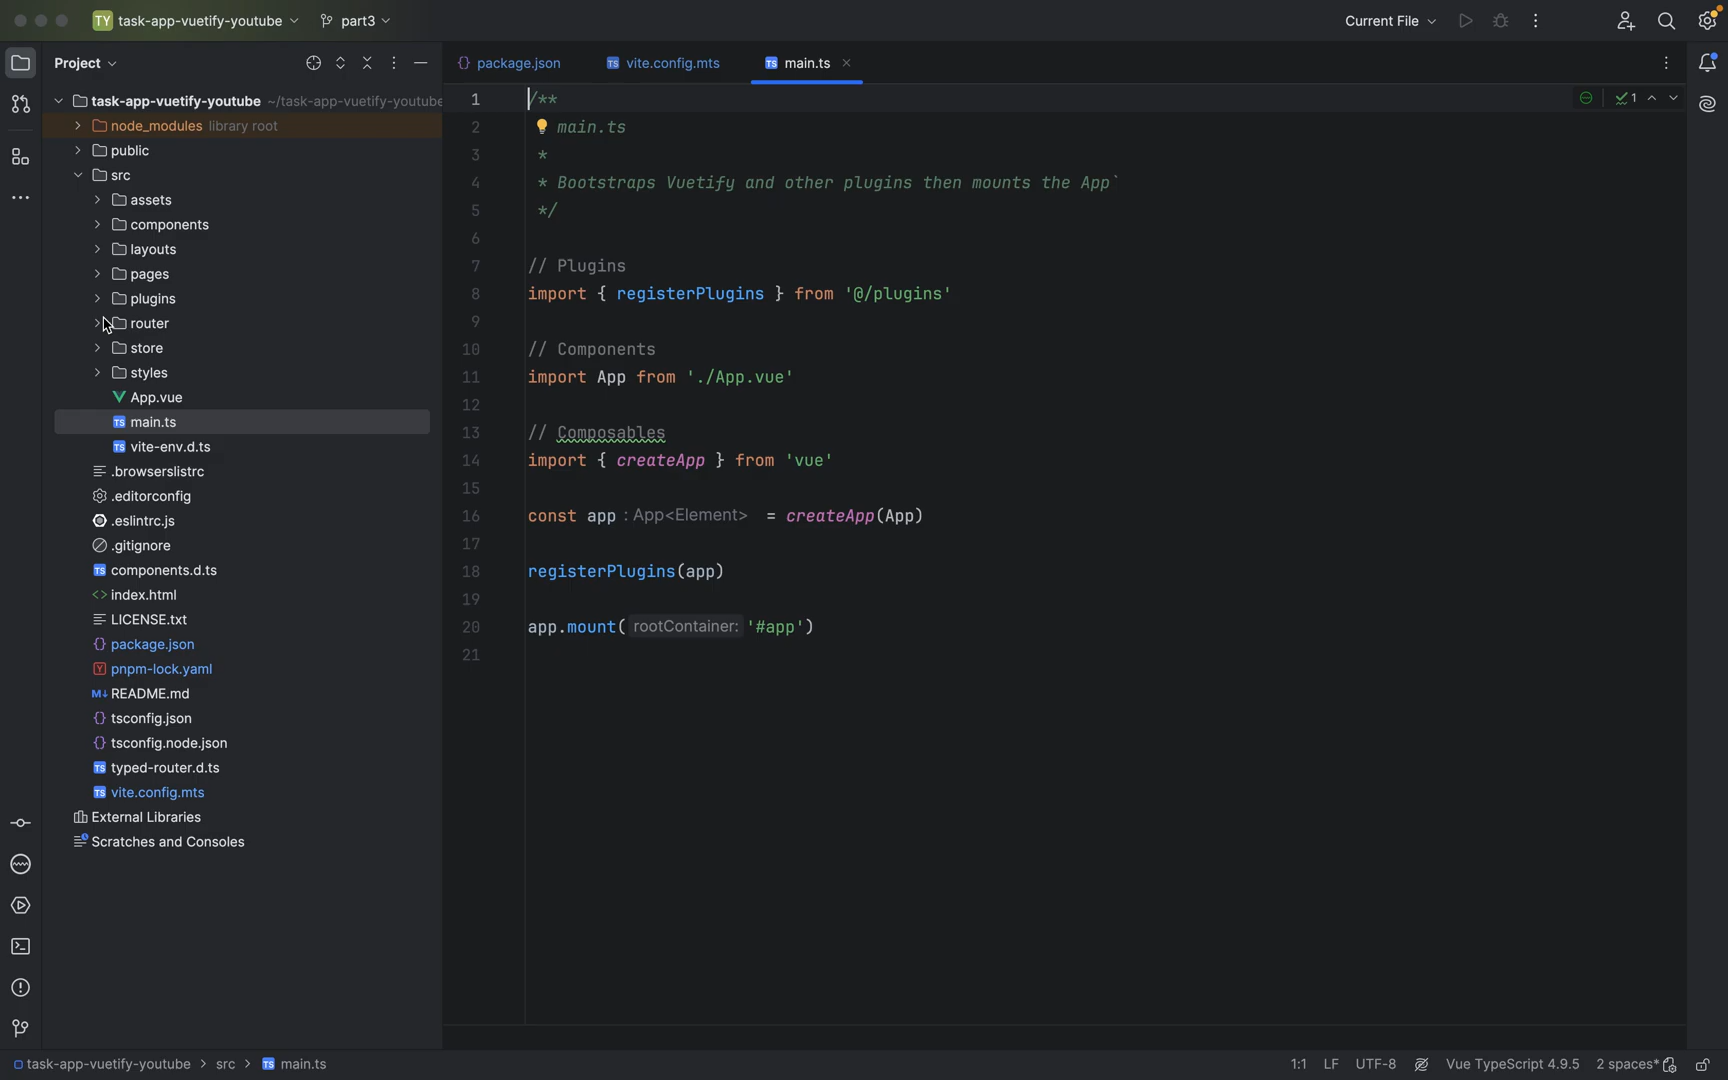 TY task-app-vuetify-youtube part3 Current File
Project
package.json vite.config.mts main.ts
task-app-vuetify-youtube ~/task-app-vuetify-youtube
node_modules library root
public
src
assets
components
layouts
pages
plugins
router
store
styles
App.vue
TS main.ts
TS vite-env.d.ts
.browserslistrc
.editorconfig
.eslintrc.js
.gitignore
TS components.d.ts
<> index.html
LICENSE.txt
{} package.json
Y pnpm-lock.yaml
M↓ README.md
{} tsconfig.json
{} tsconfig.node.json
TS typed-router.d.ts
TS vite.config.mts
External Libraries
Scratches and Consoles
1 /**
2 main.ts
3 *
4 * Bootstraps Vuetify and other plugins then mounts the App`
5 */
6
7 // Plugins
8 import { registerPlugins } from '@/plugins'
9
10 // Components
11 import App from './App.vue'
12
13 // Composables
14 import { createApp } from 'vue'
15
16 const app : App<Element> = createApp(App)
17
18 registerPlugins(app)
19
20 app.mount( rootContainer: '#app')
21
1
task-app-vuetify-youtube > src > TS main.ts
1:1 LF UTF-8 Vue TypeScript 4.9.5 2 spaces*